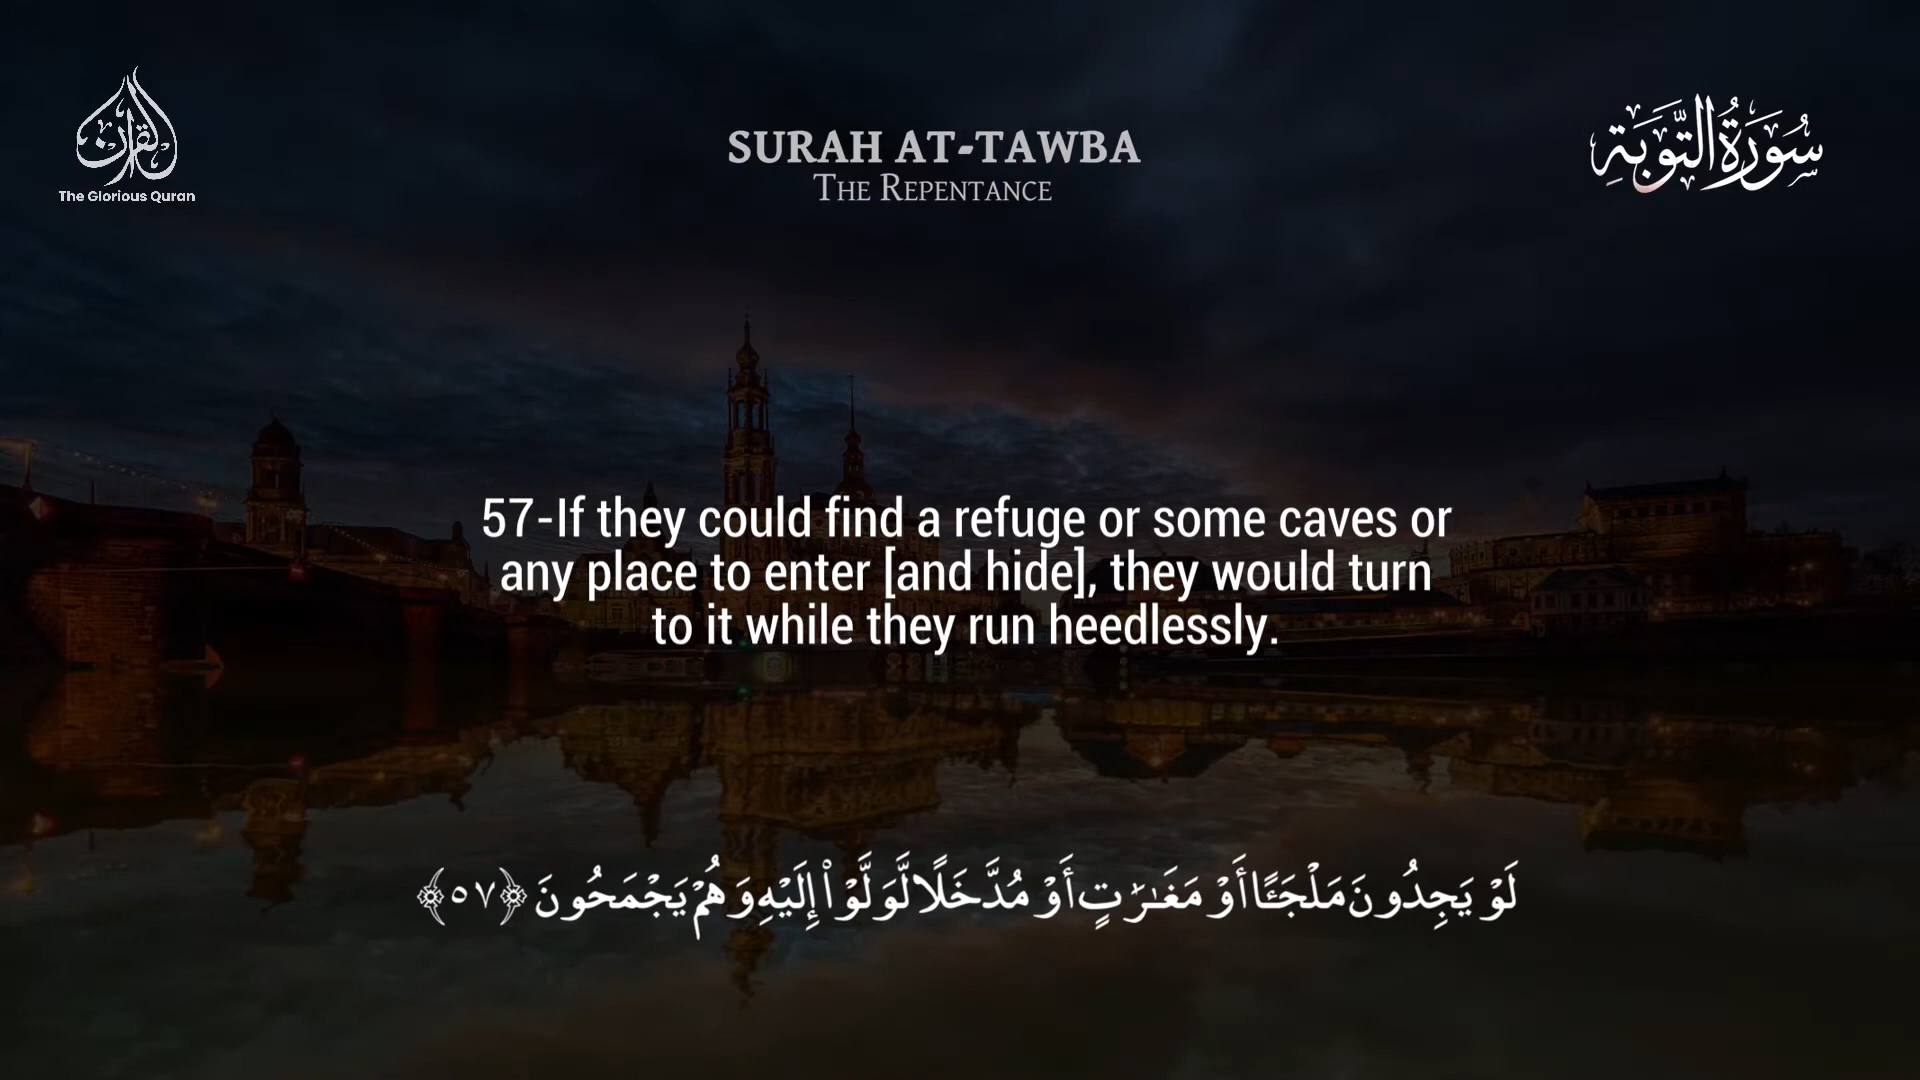 القرآن
The Glorious Quran
SURAH AT-TAWBA
THE REPENTANCE
سُورَةُ التَّوْبَةِ
57-If they could find a refuge or some caves or
any place to enter [and hide], they would turn
to it while they run heedlessly.
لَوْ يَجِدُونَ مَلْجَـًٔا أَوْ مَغَـٰرَٰتٍ أَوْ مُدَّخَلًا لَّوَلَّوْا۟ إِلَيْهِ وَهُمْ يَجْمَحُونَ ﴿٥٧﴾